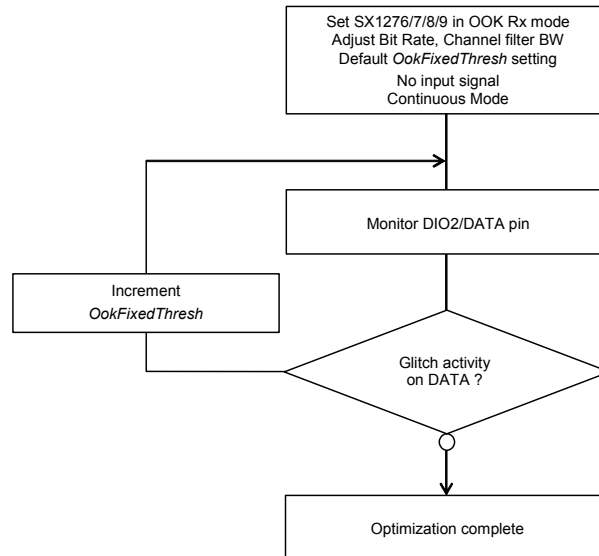 Set SX1276/7/8/9 in OOK Rx mode
Adjust Bit Rate, Channel filter BW
Default OokFixedThresh setting
No input signal
Continuous Mode
Monitor DIO2/DATA pin
Increment
OokFixedThresh
Glitch activity
on DATA ?
Optimization complete